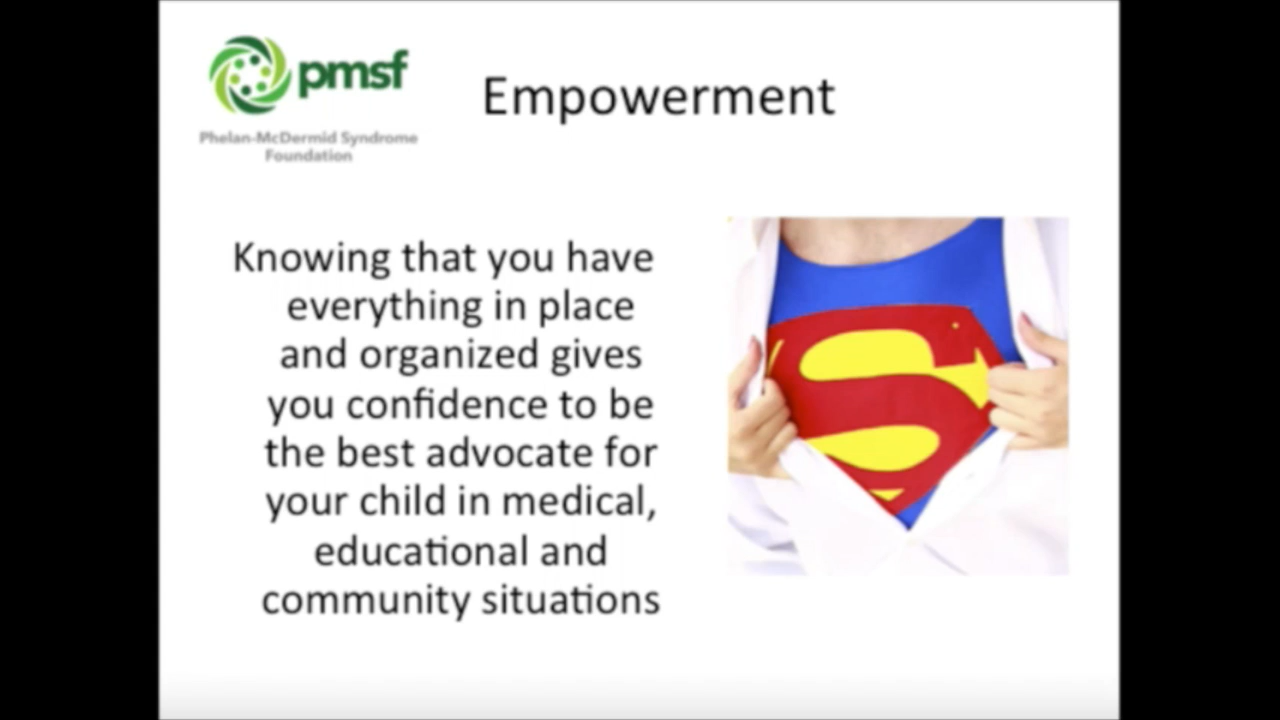 pmsf
Phelan-McDermid Syndrome
Foundation
Empowerment
Knowing that you have
everything in place
and organized gives
you confidence to be
the best advocate for
your child in medical,
educational and
community situations
S